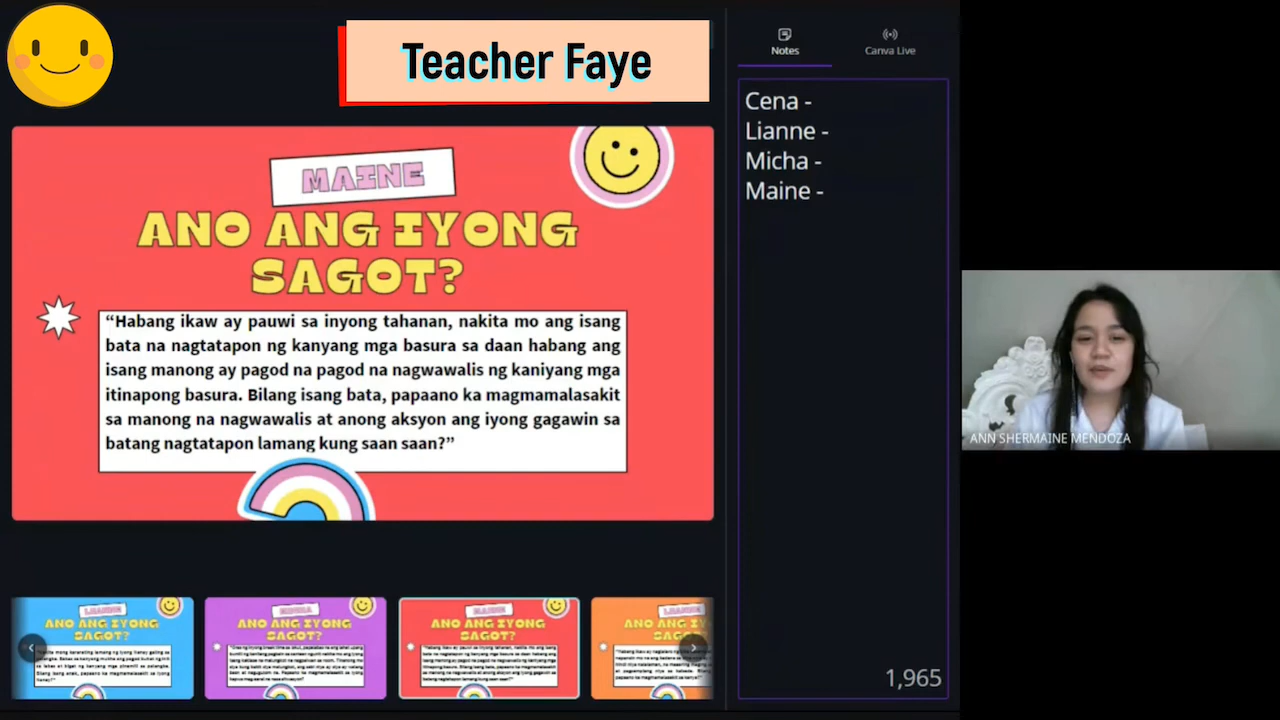 Teacher Faye
Notes
Canva Live
Cena -
Lianne -
Micha -
Maine -
MAINE
ANO ANG IYONG
SAGOT?
“Habang ikaw ay pauwi sa inyong tahanan, nakita mo ang isang
bata na nagtatapon ng kanyang mga basura sa daan habang ang
isang manong ay pagod na pagod na nagwawalis ng kaniyang mga
itinapong basura. Bilang isang bata, papaano ka magmamalasakit
sa manong na nagwawalis at anong aksyon ang iyong gagawin sa
batang nagtatapon lamang kung saan saan?”
ANN SHERMAINE MENDOZA
ANO ANG IYONG
SAGOT?
ANO ANG IYONG
SAGOT?
MAINE
ANO ANG IYONG
SAGOT?
ANO ANG IYONG
SAGOT?
1,965